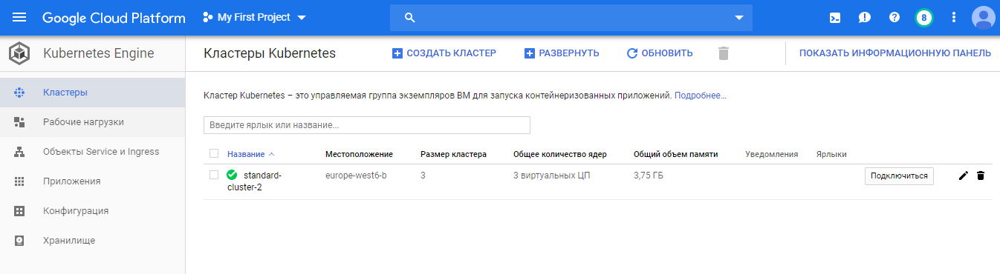 Google Cloud Platform
My First Project
8
Kubernetes Engine
Кластеры Kubernetes
СОЗДАТЬ КЛАСТЕР
РАЗВЕРНУТЬ
ОБНОВИТЬ
ПОКАЗАТЬ ИНФОРМАЦИОННУЮ ПАНЕЛЬ
Кластеры
Рабочие нагрузки
Объекты Service и Ingress
Приложения
Конфигурация
Хранилище
Кластер Kubernetes – это управляемая группа экземпляров ВМ для запуска контейнеризованных приложений. Подробнее...
Введите ярлык или название...
Название Местоположение Размер кластера Общее количество ядер Общий объем памяти Уведомления Ярлыки
standard- europe-west6-b 3 3 виртуальных ЦП 3,75 ГБ Подключиться
cluster-2